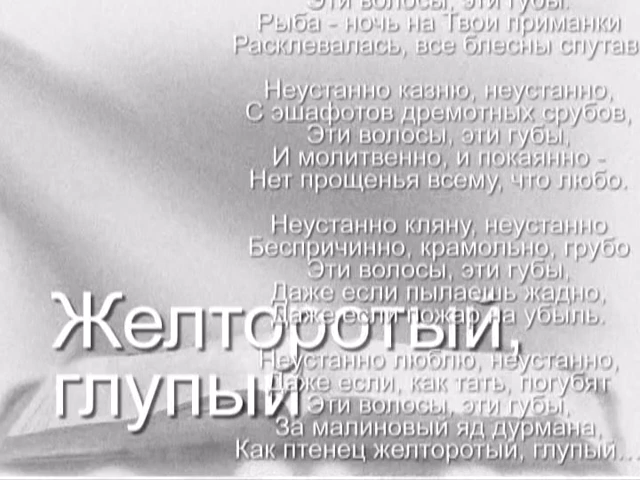 Эти волосы, эти губы.
Рыба - ночь на Твои приманки
Расклевалась, все блесны спутав
Неустанно казню, неустанно,
С эшафотов дремотных срубов,
Эти волосы, эти губы,
И молитвенно, и покаянно -
Нет прощенья всему, что любо.
Неустанно кляну, неустанно
Беспричинно, крамольно, грубо
Эти волосы, эти губы,
Даже если пылаешь жадно,
Даже если пожар на убыль.
Неустанно люблю, неустанно,
Даже если, как тать, погубят
Эти волосы, эти губы,
За малиновый яд дурмана,
Как птенец желторотый, глупый...
Желторотый,
глупый